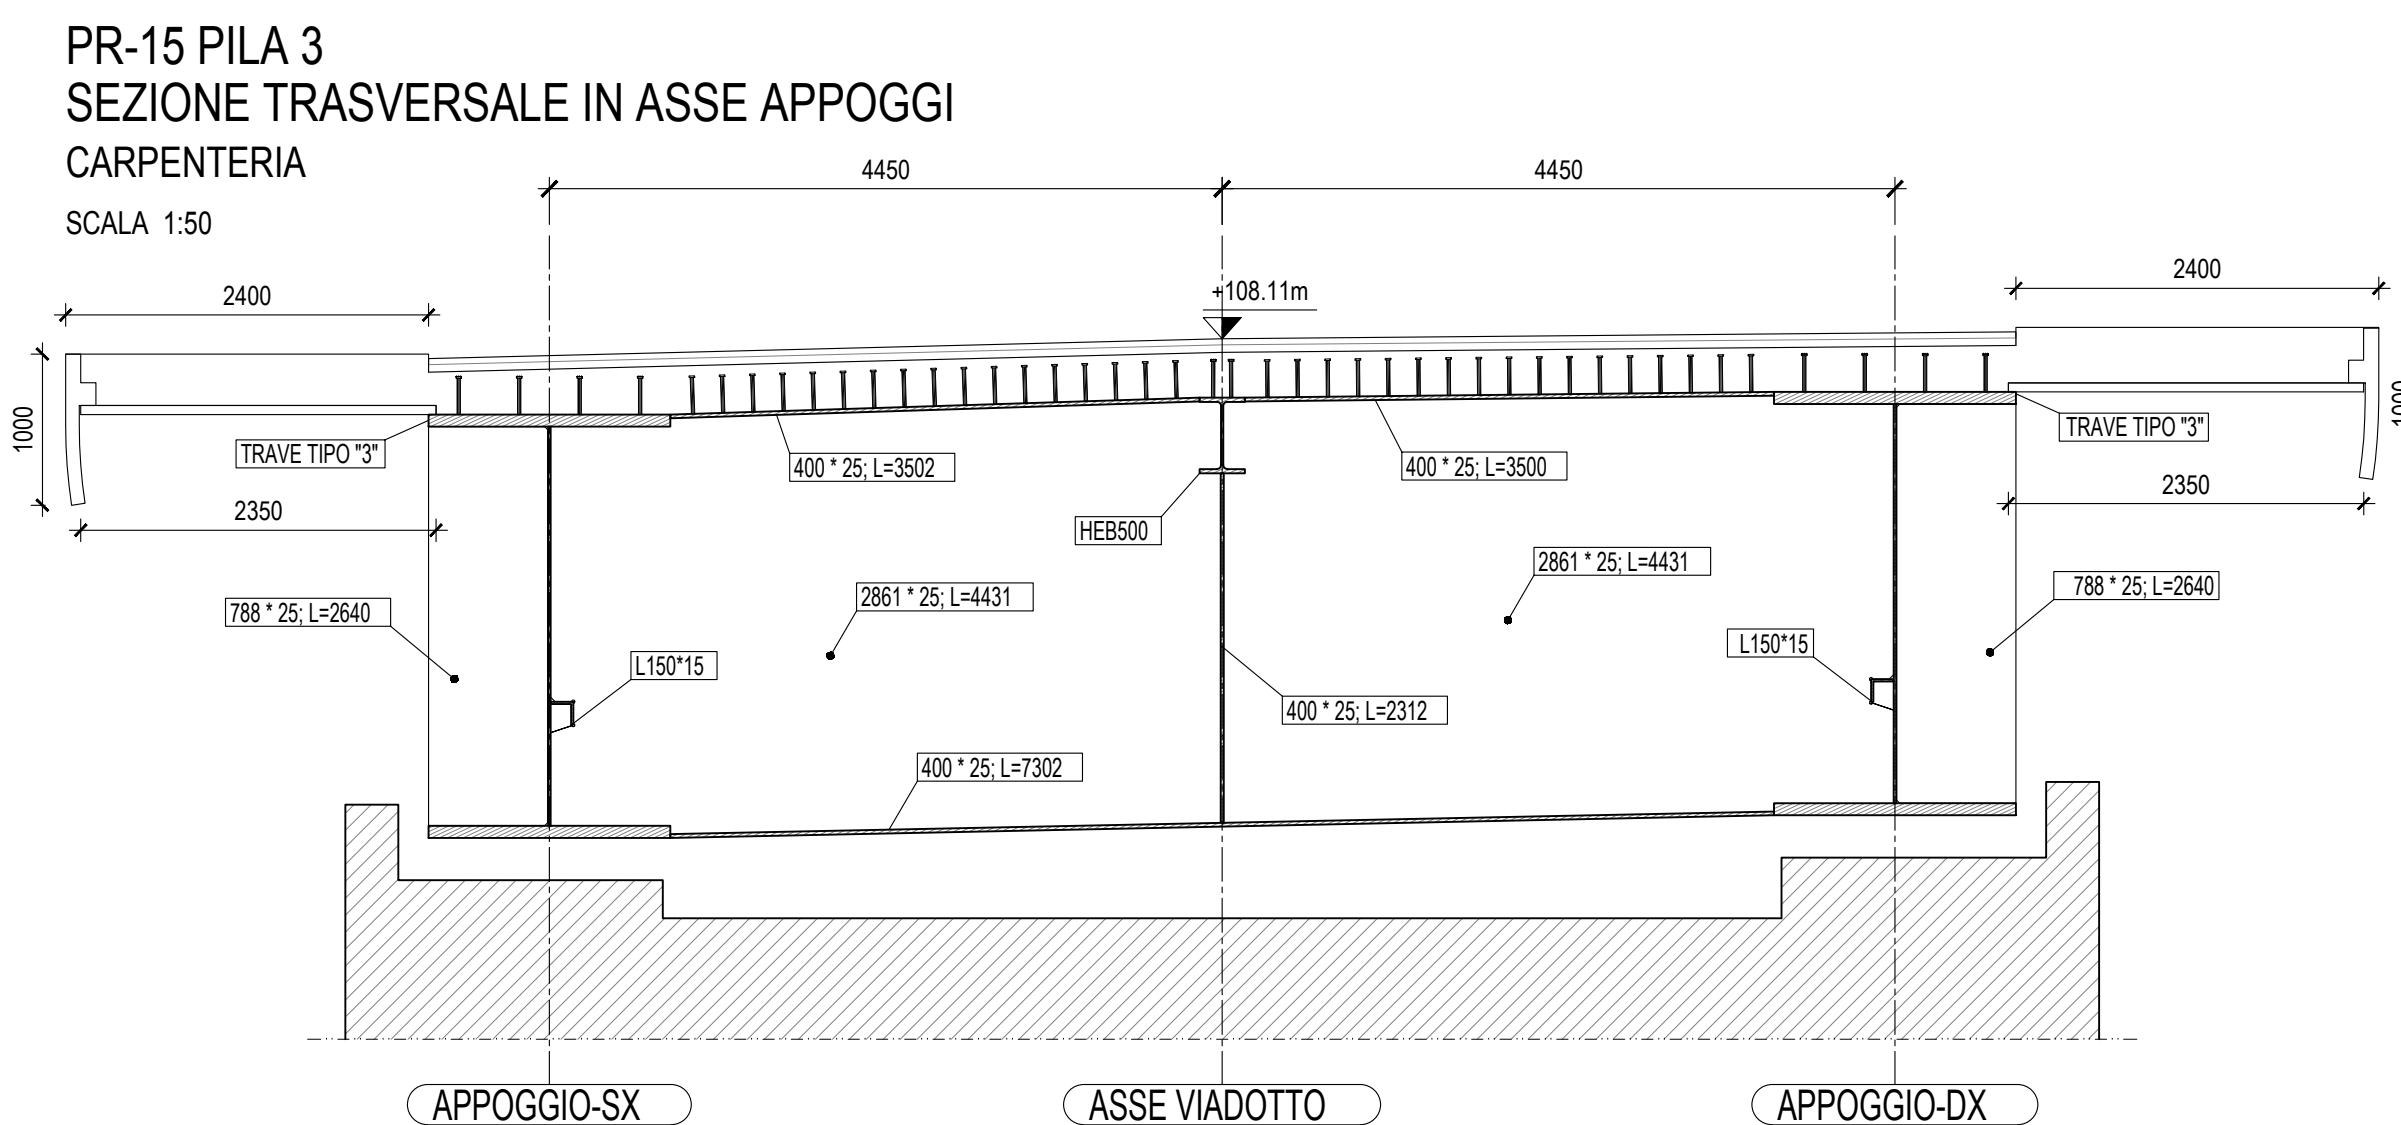 PR-15 PILA 3
SEZIONE TRASVERSALE IN ASSE APPOGGI
CARPENTERIA
SCALA 1:50
4450
4450
2400
+108.11m
2400
1000
1000
TRAVE TIPO "3"
400 * 25; L=3502
400 * 25; L=3500
TRAVE TIPO "3"
2350
HEB500
2350
788 * 25; L=2640
2861 * 25; L=4431
2861 * 25; L=4431
788 * 25; L=2640
L150*15
L150*15
400 * 25; L=2312
400 * 25; L=7302
APPOGGIO-SX
ASSE VIADOTTO
APPOGGIO-DX